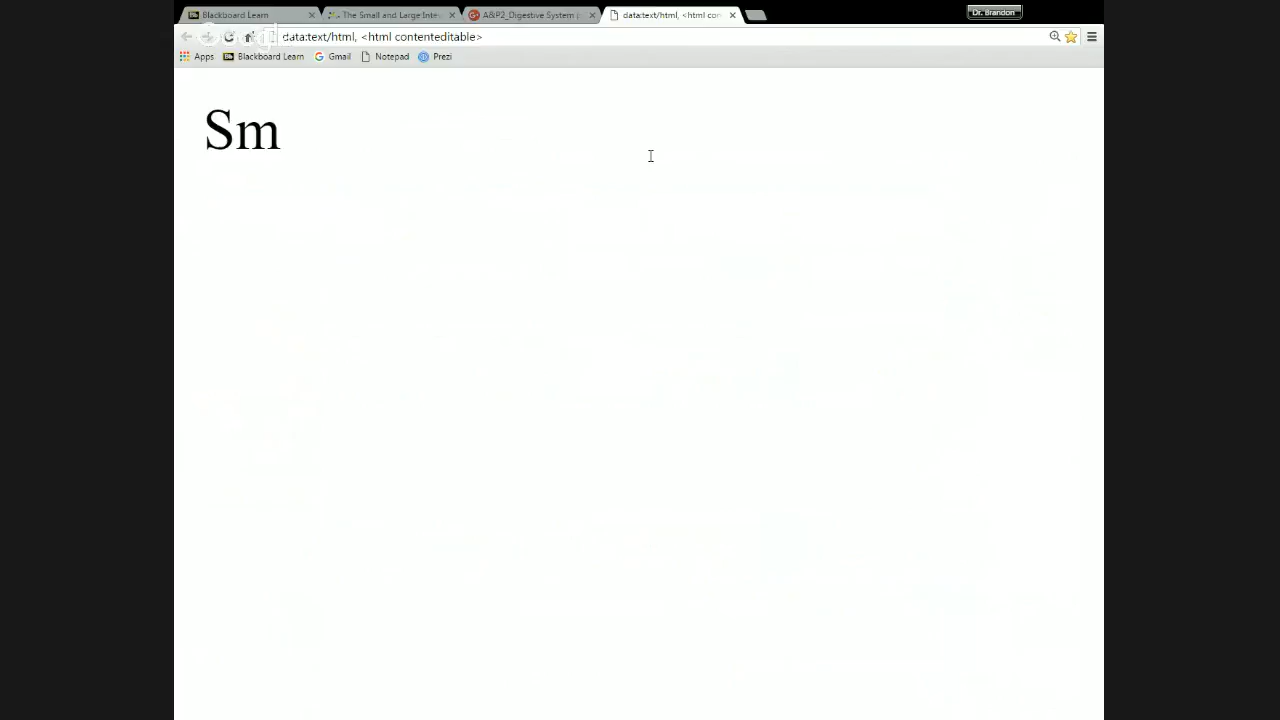 Blackboard Learn
The Small and Large Inte
A&P2_Digestive System
data:text/html, <html con
Dr. Brandon
data:text/html, <html contenteditable>
Apps
Blackboard Learn
Gmail
Notepad
Prezi
Sm